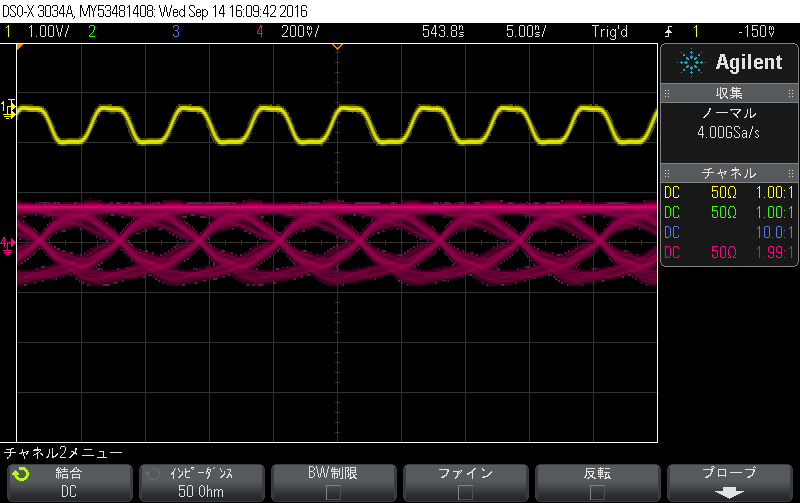 DSO-X 3034A, MY53481408: Wed Sep 14 16:09:42 2016
1 1.00V/ 2 3 4 200mV/ 543.8ns 5.00ns/ Trig'd 1 -150mV
Agilent
収集
ノーマル
4.00GSa/s
チャネル
DC 50Ω 1.00:1
DC 50Ω 1.00:1
DC 10.0:1
DC 50Ω 1.99:1
1
4
チャネル2メニュー
結合 インピーダンス BW制限 ファイン 反転 プローブ
DC 50 Ohm